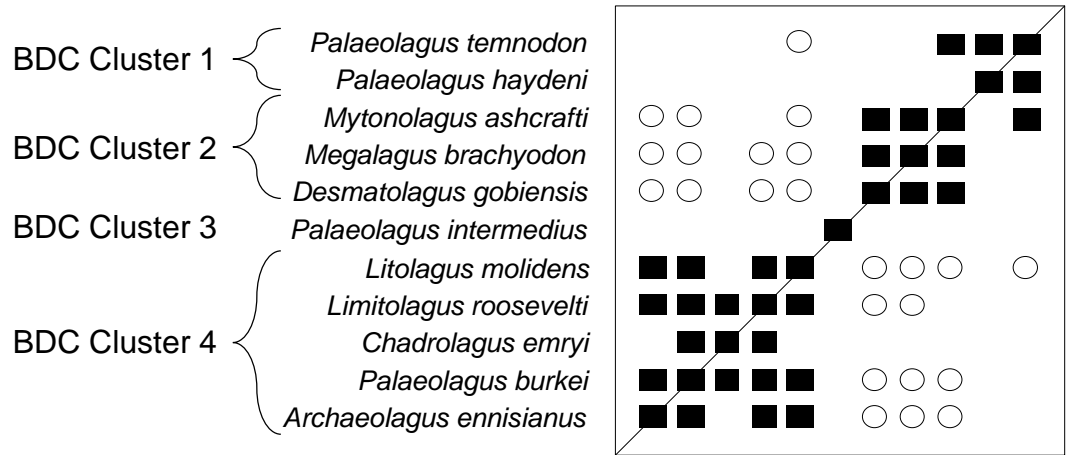 BDC Cluster 1
Palaeolagus temnodon
Palaeolagus haydeni
BDC Cluster 2
Mytonolagus ashcrafti
Megalagus brachyodon
Desmatolagus gobiensis
BDC Cluster 3
Palaeolagus intermedius
BDC Cluster 4
Litolagus molidens
Limitolagus roosevelti
Chadrolagus emryi
Palaeolagus burkei
Archaeolagus ennisianus